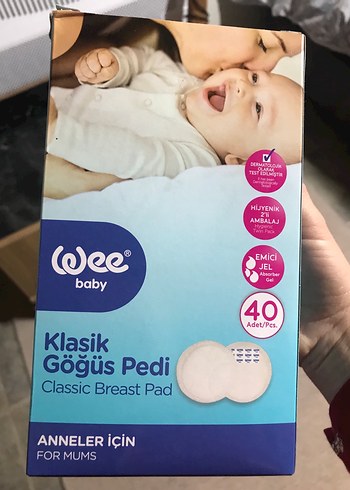 DERMATOLOJİK
OLARAK
TEST EDİLMİŞTİR
HİJYENİK
2'li
AMBALAJ
Hygienic
Twin Pack
EMİCİ
JEL
Absorber
Gel
40
Adet/Pcs.
Wee®
baby
Klasik
Göğüs Pedi
Classic Breast Pad
ANNELER İÇİN
FOR MUMS